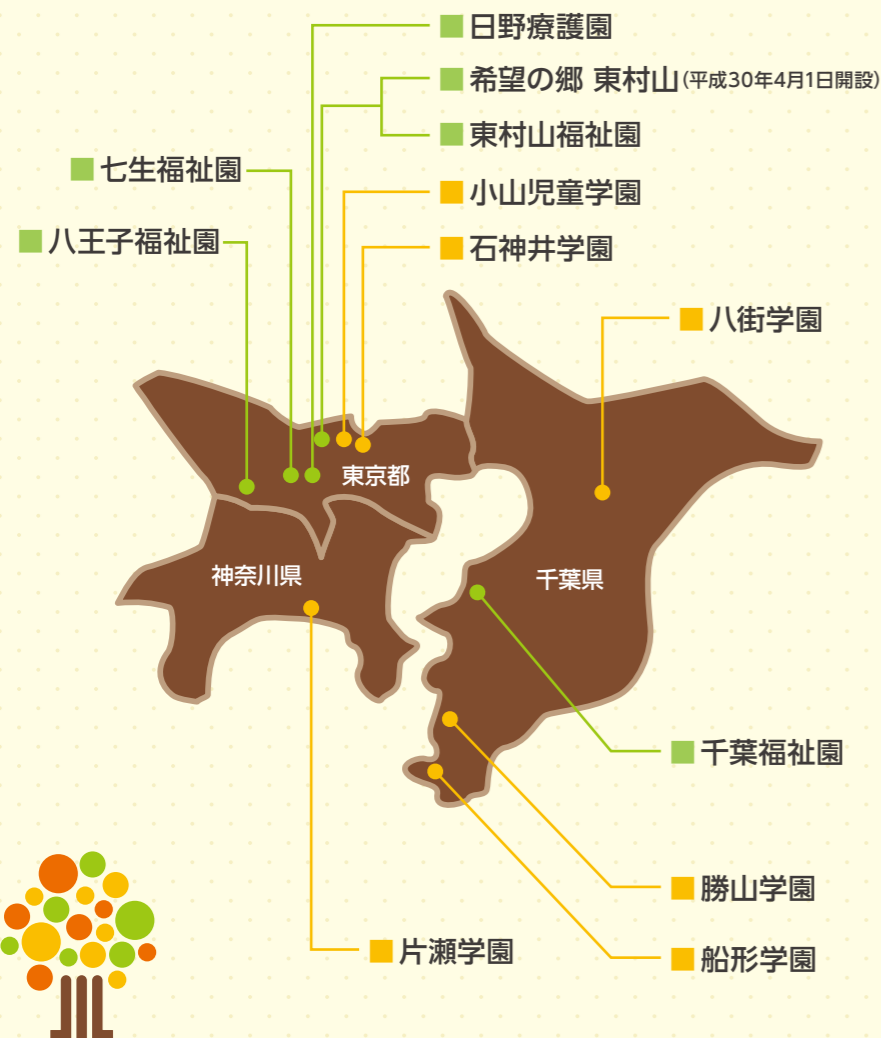 ■日野療護園
■希望の郷 東村山(平成30年4月1日開設)
■東村山福祉園
■七生福祉園
■小山児童学園
■八王子福祉園
■石神井学園
■八街学園
東京都
神奈川県
千葉県
■千葉福祉園
■勝山学園
■片瀬学園
■船形学園